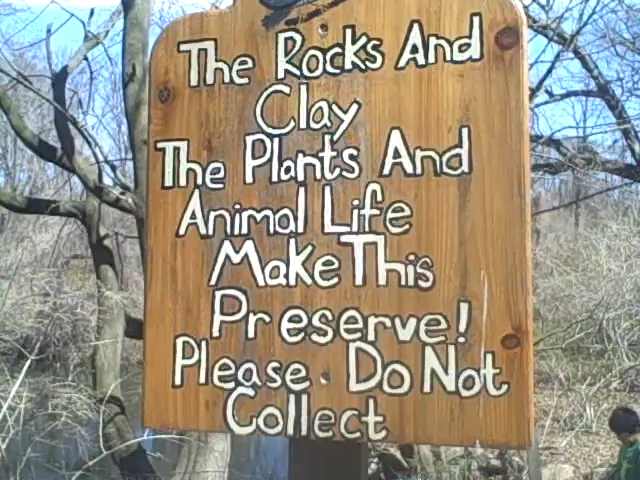 The Rocks And
Clay
The Plants And
Animal Life
Make This
Preserve!
Please Do Not
Collect